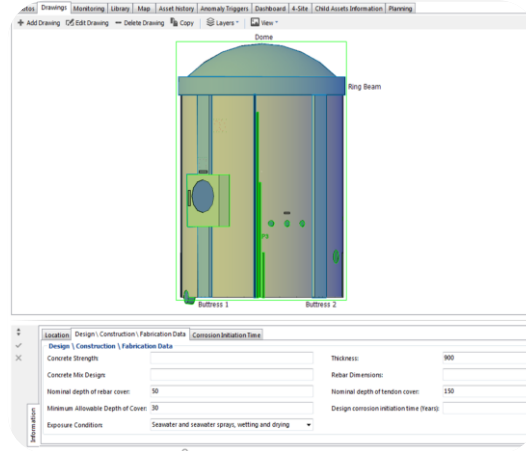 Drawings Monitoring Library Map Asset History Anomaly Triggers Dashboard 4-Site Child Assets Information Planning
Add Drawing Edit Drawing Delete Drawing Copy Layers View
Dome
Ring Beam
Buttress 1 Buttress 2
Location Design \ Construction \ Fabrication Data Corrosion Initiation Time
Design \ Construction \ Fabrication Data
Concrete Strength: Thickness: 900
Concrete Mix Design: Rebar Dimensions:
Nominal depth of rebar cover: 50 Nominal depth of tendon cover: 150
Minimum Allowable Depth of Cover: 30 Design corrosion initiation time (Years):
Exposure Condition: Seawater and seawater sprays, wetting and drying
Information